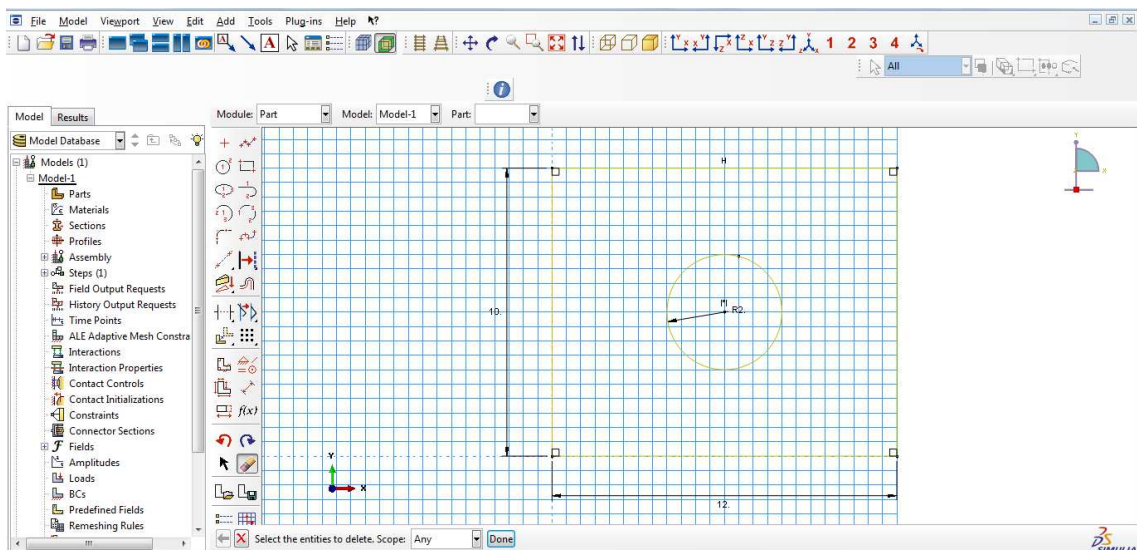 File Model Viewport View Edit Add Tools Plug-ins Help
1 2 3 4
All
Model Results
Module: Part Model: Model-1 Part:
Model Database
Models (1)
Model-1
Parts
Materials
Sections
Profiles
Assembly
Steps (1)
Field Output Requests
History Output Requests
Time Points
ALE Adaptive Mesh Constra
Interactions
Interaction Properties
Contact Controls
Contact Initializations
Constraints
Connector Sections
Fields
Amplitudes
Loads
BCs
Predefined Fields
Remeshing Rules
f(x)
H
10.
R2.
12.
Y
X
Select the entities to delete. Scope: Any Done
SIMULIA